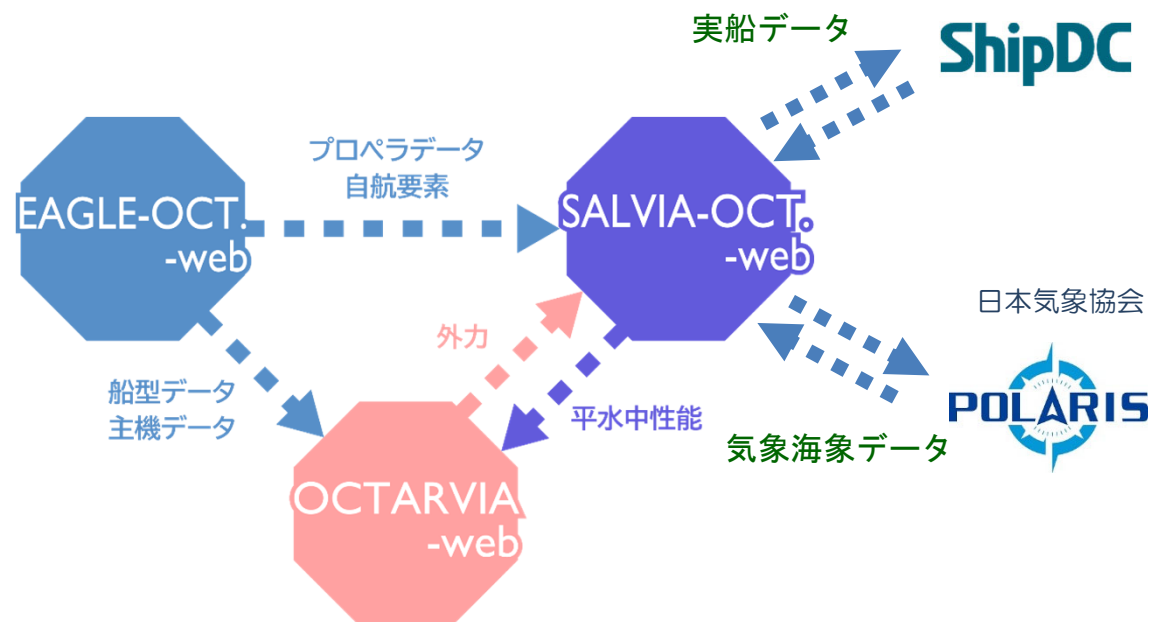 実船データ
ShipDC
プロペラデータ
自航要素
EAGLE-OCT.
-web
SALVIA-OCT.
-web
日本気象協会
外力
船型データ
主機データ
平水中性能
POLARIS
気象海象データ
OCTARVIA
-web